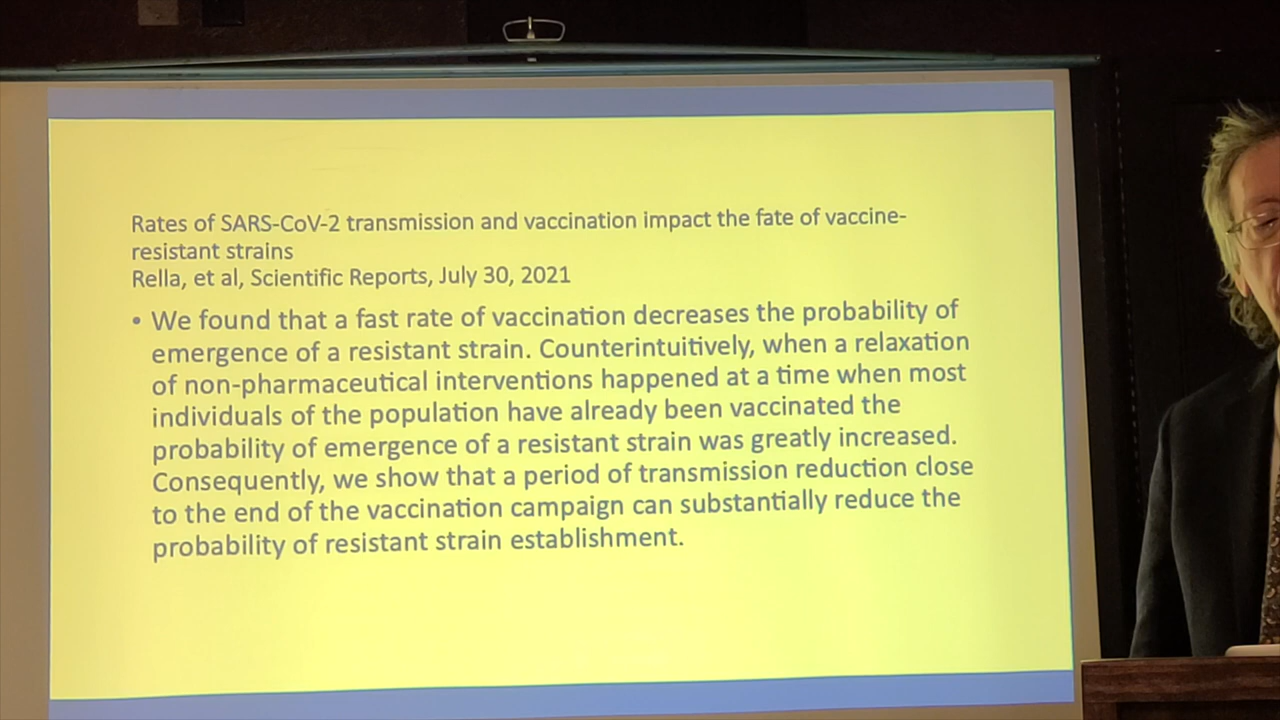 Rates of SARS-CoV-2 transmission and vaccination impact the fate of vaccine-
resistant strains
Rella, et al, Scientific Reports, July 30, 2021
• We found that a fast rate of vaccination decreases the probability of
emergence of a resistant strain. Counterintuitively, when a relaxation
of non-pharmaceutical interventions happened at a time when most
individuals of the population have already been vaccinated the
probability of emergence of a resistant strain was greatly increased.
Consequently, we show that a period of transmission reduction close
to the end of the vaccination campaign can substantially reduce the
probability of resistant strain establishment.